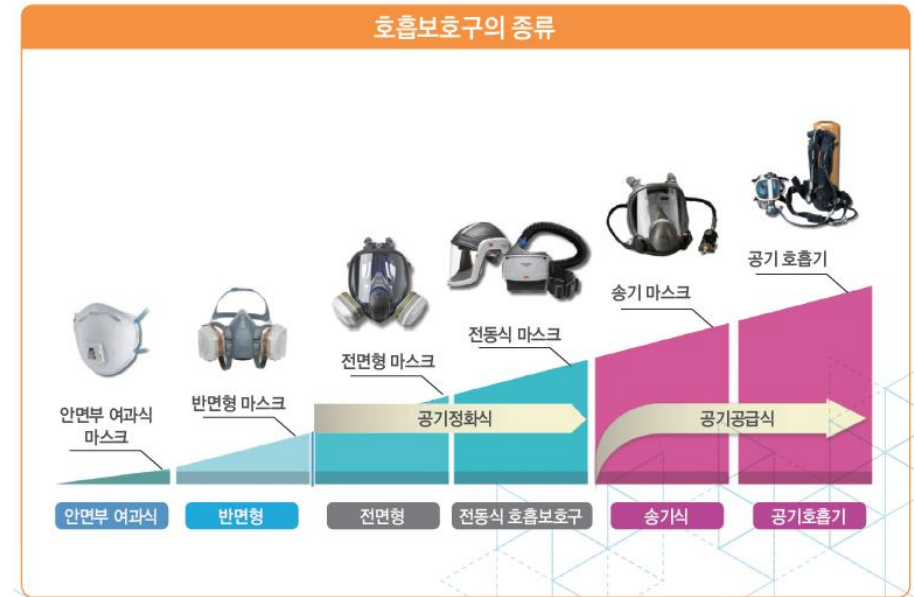 호흡보호구의 종류
공기 호흡기
송기 마스크
전동식 마스크
전면형 마스크
반면형 마스크
안면부 여과식
마스크
공기정화식
공기공급식
안면부 여과식
반면형
전면형
전동식 호흡보호구
송기식
공기호흡기